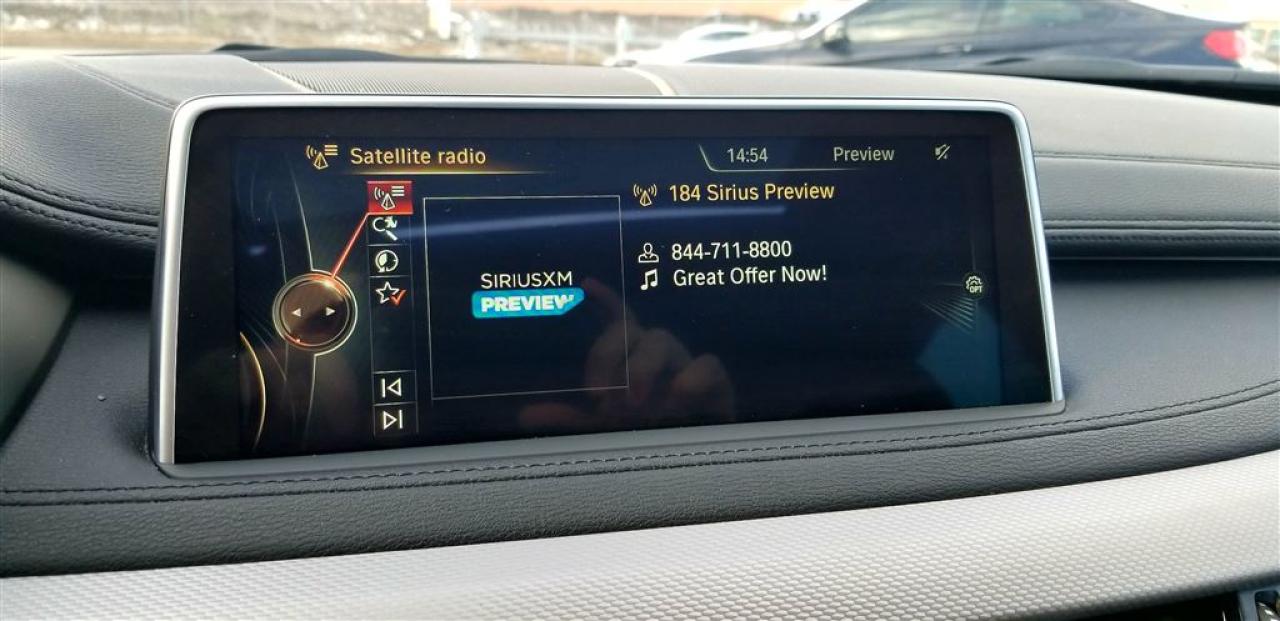 Satellite radio
14:54
Preview
184 Sirius Preview
844-711-8800
Great Offer Now!
SIRIUSXM
PREVIEW
OPT